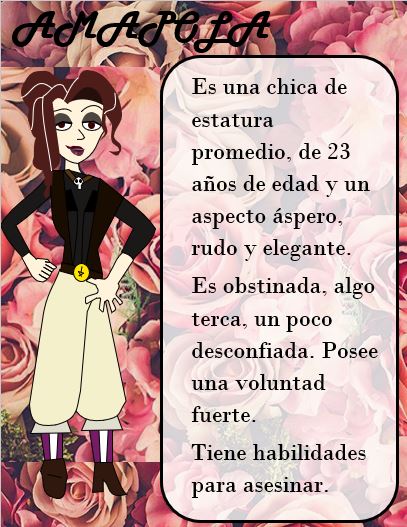 AMAPOLA
Es una chica de
estatura
promedio, de 23
años de edad y un
aspecto áspero,
rudo y elegante.
Es obstinada, algo
terca, un poco
desconfiada. Posee
una voluntad
fuerte.
Tiene habilidades
para asesinar.